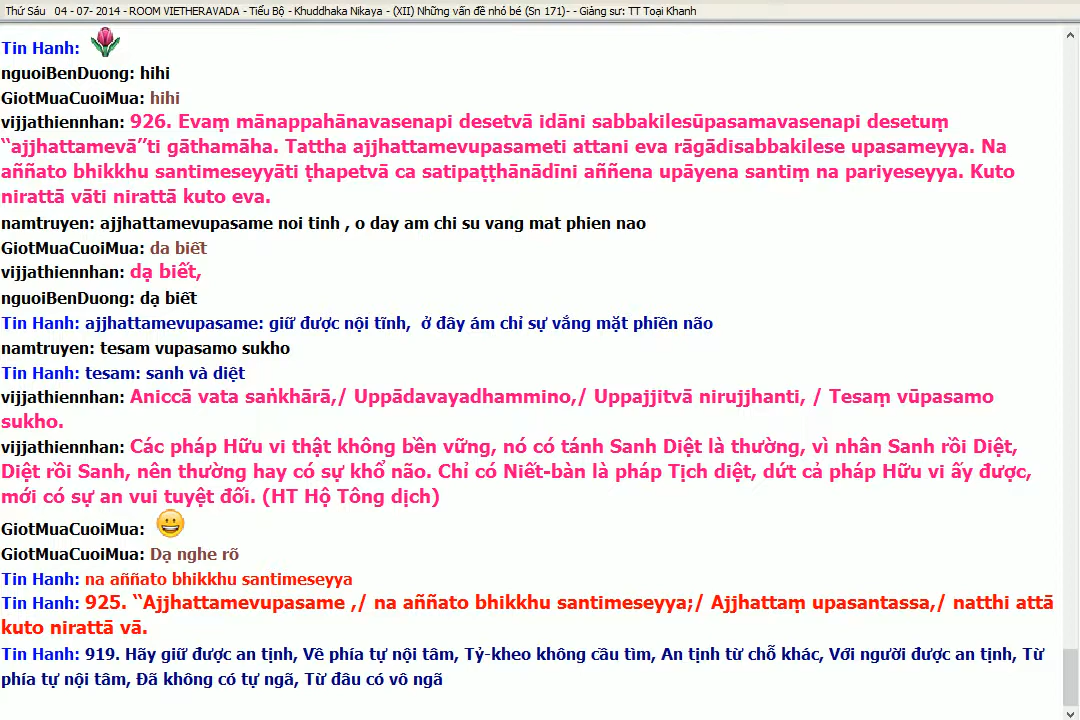 Thứ Sáu 04 - 07- 2014 - ROOM VIETHERAVADA - Tiểu Bộ - Khuddhaka Nikaya - (XII) Những vấn đề nhỏ bé (Sn 171)- - Giảng sư: TT Toại Khanh
Tin Hanh:
nguoiBenDuong: hihi
GiotMuaCuoiMua: hihi
vijjathiennhan: 926. Evaṃ mānappahānavasenapi desetvā idāni sabbakilesūpasamavasenapi desetuṃ
‘‘ajjhattamevā’’ti gāthamāha. Tattha ajjhattamevupasameti attani eva rāgādisabbakilese upasameyya. Na
aññato bhikkhu santimeseyyāti ṭhapetvā ca satipaṭṭhānādīni aññena upāyena santiṃ na pariyeseyya. Kuto
nirattā vāti nirattā kuto eva.
namtruyen: ajjhattamevupasame noi tinh , o day am chi su vang mat phien nao
GiotMuaCuoiMua: da biết
vijjathiennhan: dạ biết,
nguoiBenDuong: dạ biết
Tin Hanh: ajjhattamevupasame: giữ được nội tĩnh, ở đây ám chỉ sự vắng mặt phiền não
namtruyen: tesam vupasamo sukho
Tin Hanh: tesam: sanh và diệt
vijjathiennhan: Aniccā vata saṅkhārā,/ Uppādavayadhammino,/ Uppajjitvā nirujjhanti, / Tesaṃ vūpasamo
sukho.
vijjathiennhan: Các pháp Hữu vi thật không bền vững, nó có tánh Sanh Diệt là thường, vì nhân Sanh rồi Diệt,
Diệt rồi Sanh, nên thường hay có sự khổ não. Chỉ có Niết-bàn là pháp Tịch diệt, dứt cả pháp Hữu vi ấy được,
mới có sự an vui tuyệt đối. (HT Hộ Tông dịch)
GiotMuaCuoiMua:
GiotMuaCuoiMua: Dạ nghe rõ
Tin Hanh: na aññato bhikkhu santimeseyya
Tin Hanh: 925. ‘‘Ajjhattamevupasame ,/ na aññato bhikkhu santimeseyya;/ Ajjhattaṃ upasantassa,/ natthi attā
kuto nirattā vā.
Tin Hanh: 919. Hãy giữ được an tịnh, Về phía tự nội tâm, Tỷ-kheo không cầu tìm, An tịnh từ chỗ khác, Với người được an tịnh, Từ
phía tự nội tâm, Đã không có tự ngã, Từ đâu có vô ngã